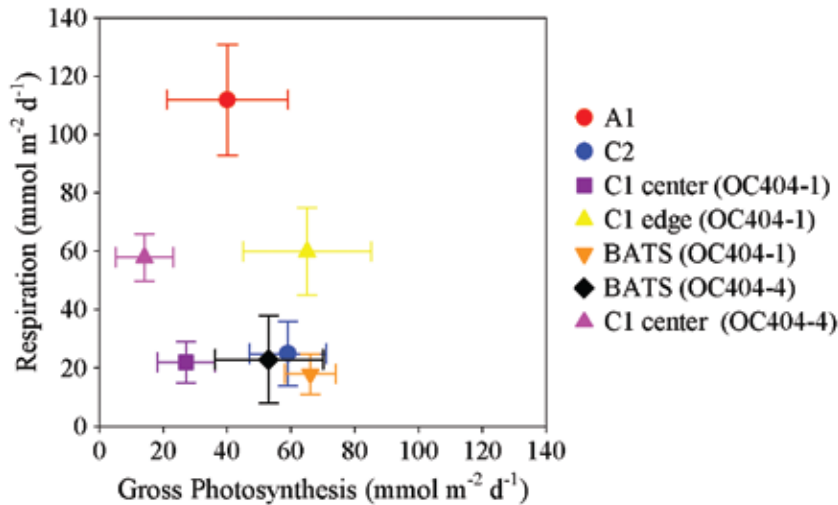 140
120
100
80
60
40
20
0
0 20 40 60 80 100 120 140
Respiration (mmol m⁻² d⁻¹)
Gross Photosynthesis (mmol m⁻² d⁻¹)
A1
C2
C1 center (OC404-1)
C1 edge (OC404-1)
BATS (OC404-1)
BATS (OC404-4)
C1 center (OC404-4)